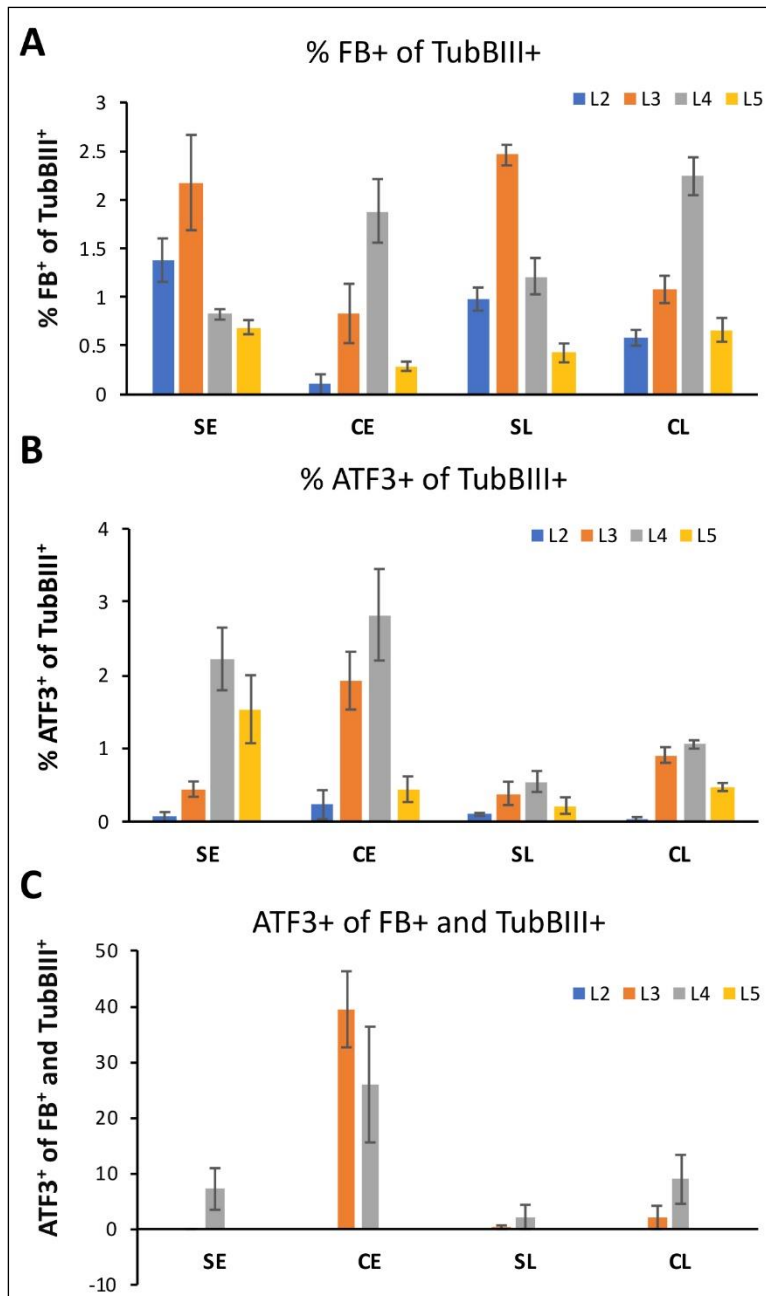 A
% FB+ of TubBIII+
L2 L3 L4 L5
% FB⁺ of TubBIII⁺
3
2.5
2
1.5
1
0.5
0
SE CE SL CL
B
% ATF3+ of TubBIII+
L2 L3 L4 L5
% ATF3⁺ of TubBIII⁺
4
3
2
1
0
SE CE SL CL
C
ATF3+ of FB+ and TubBIII+
L2 L3 L4 L5
ATF3⁺ of FB⁺ and TubBIII⁺
50
40
30
20
10
0
-10
SE CE SL CL